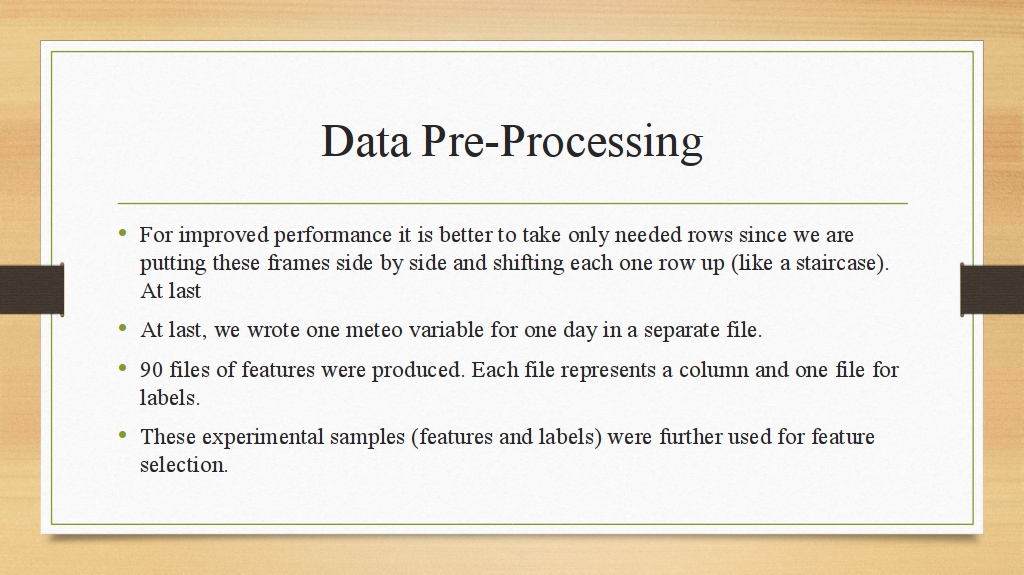 Data Pre-Processing
• For improved performance it is better to take only needed rows since we are
putting these frames side by side and shifting each one row up (like a staircase).
At last
• At last, we wrote one meteo variable for one day in a separate file.
• 90 files of features were produced. Each file represents a column and one file for
labels.
• These experimental samples (features and labels) were further used for feature
selection.